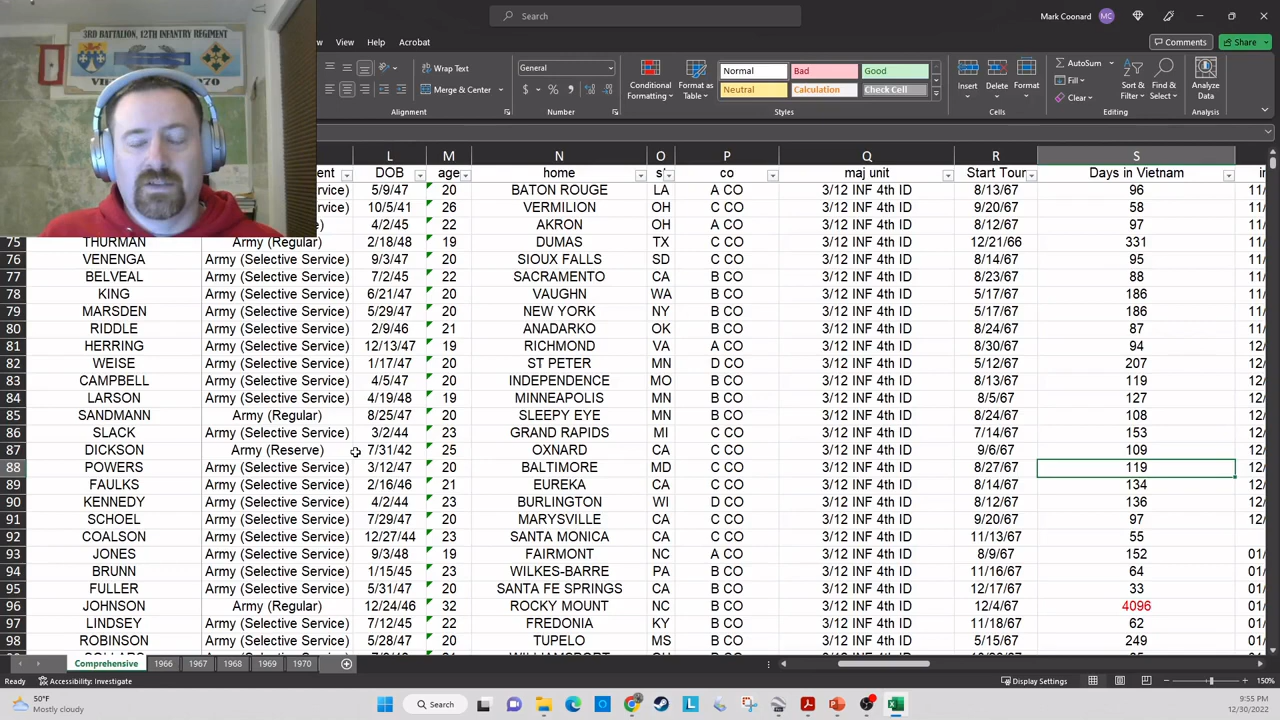 3RD BATTALION, 12TH INFANTRY REGIMENT
Search
Mark Coonard MC
View Help Acrobat
Comments Share
Wrap Text General Normal Bad Good AutoSum
Merge & Center Conditional Formatting Format as Table Neutral Calculation Check Cell Insert Delete Format Fill Clear Sort & Filter Find & Select Analyze Data
Alignment Number Styles Cells Editing Analysis
L M N O P Q R S
DOB age home co maj unit Start Tour Days in Vietnam
5/9/47 20 BATON ROUGE LA A CO 3/12 INF 4th ID 8/13/67 96 11/
10/5/41 26 VERMILION OH C CO 3/12 INF 4th ID 9/20/67 58 11/
4/2/45 22 AKRON OH A CO 3/12 INF 4th ID 8/12/67 97 11/
75 THURMAN Army (Regular) 2/18/48 19 DUMAS TX C CO 3/12 INF 4th ID 12/21/66 331 11/
76 VENENGA Army (Selective Service) 9/3/47 20 SIOUX FALLS SD C CO 3/12 INF 4th ID 8/14/67 95 11/
77 BELVEAL Army (Selective Service) 7/2/45 22 SACRAMENTO CA B CO 3/12 INF 4th ID 8/23/67 88 11/
78 KING Army (Selective Service) 6/21/47 20 VAUGHN WA B CO 3/12 INF 4th ID 5/17/67 186 11/
79 MARSDEN Army (Selective Service) 5/29/47 20 NEW YORK NY B CO 3/12 INF 4th ID 5/17/67 186 11/
80 RIDDLE Army (Selective Service) 2/9/46 21 ANADARKO OK B CO 3/12 INF 4th ID 8/24/67 87 11/
81 HERRING Army (Selective Service) 12/13/47 19 RICHMOND VA A CO 3/12 INF 4th ID 8/30/67 94 12/
82 WEISE Army (Selective Service) 1/17/47 20 ST PETER MN D CO 3/12 INF 4th ID 5/12/67 207 12/
83 CAMPBELL Army (Selective Service) 4/5/47 20 INDEPENDENCE MO B CO 3/12 INF 4th ID 8/13/67 119 12/
84 LARSON Army (Selective Service) 4/19/48 19 MINNEAPOLIS MN B CO 3/12 INF 4th ID 8/5/67 127 12/
85 SANDMANN Army (Regular) 8/25/47 20 SLEEPY EYE MN B CO 3/12 INF 4th ID 8/24/67 108 12/
86 SLACK Army (Selective Service) 3/2/44 23 GRAND RAPIDS MI C CO 3/12 INF 4th ID 7/14/67 153 12/
87 DICKSON Army (Reserve) 7/31/42 25 OXNARD CA C CO 3/12 INF 4th ID 9/6/67 109 12/
88 POWERS Army (Selective Service) 3/12/47 20 BALTIMORE MD C CO 3/12 INF 4th ID 8/27/67 119 12/
89 FAULKS Army (Selective Service) 2/16/46 21 EUREKA CA C CO 3/12 INF 4th ID 8/14/67 134 12/
90 KENNEDY Army (Selective Service) 4/2/44 23 BURLINGTON WI D CO 3/12 INF 4th ID 8/12/67 136 12/
91 SCHOEL Army (Selective Service) 7/29/47 20 MARYSVILLE CA C CO 3/12 INF 4th ID 9/20/67 97 12/
92 COALSON Army (Selective Service) 12/27/44 23 SANTA MONICA CA C CO 3/12 INF 4th ID 11/13/67 55
93 JONES Army (Selective Service) 9/3/48 19 FAIRMONT NC A CO 3/12 INF 4th ID 8/9/67 152 01/
94 BRUNN Army (Selective Service) 1/15/45 23 WILKES-BARRE PA B CO 3/12 INF 4th ID 11/16/67 64 01/
95 FULLER Army (Selective Service) 5/31/47 20 SANTA FE SPRINGS CA B CO 3/12 INF 4th ID 12/17/67 33 01/
96 JOHNSON Army (Regular) 12/24/46 32 ROCKY MOUNT NC B CO 3/12 INF 4th ID 12/4/67 4096 01/
97 LINDSEY Army (Selective Service) 7/12/45 22 FREDONIA KY B CO 3/12 INF 4th ID 11/18/67 62 01/
98 ROBINSON Army (Selective Service) 5/28/47 20 TUPELO MS B CO 3/12 INF 4th ID 5/15/67 249 01/
Comprehensive 1966 1967 1968 1969 1970
Ready Accessibility: Investigate Display Settings 150%
50°F
Mostly cloudy
Search
9:55 PM
12/30/2022